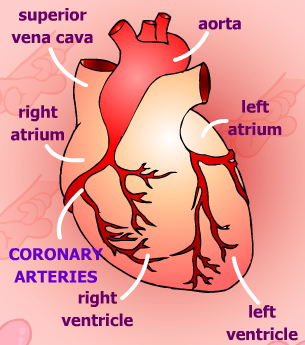 superior
vena cava
aorta
right
atrium
left
atrium
CORONARY
ARTERIES
right
ventricle
left
ventricle